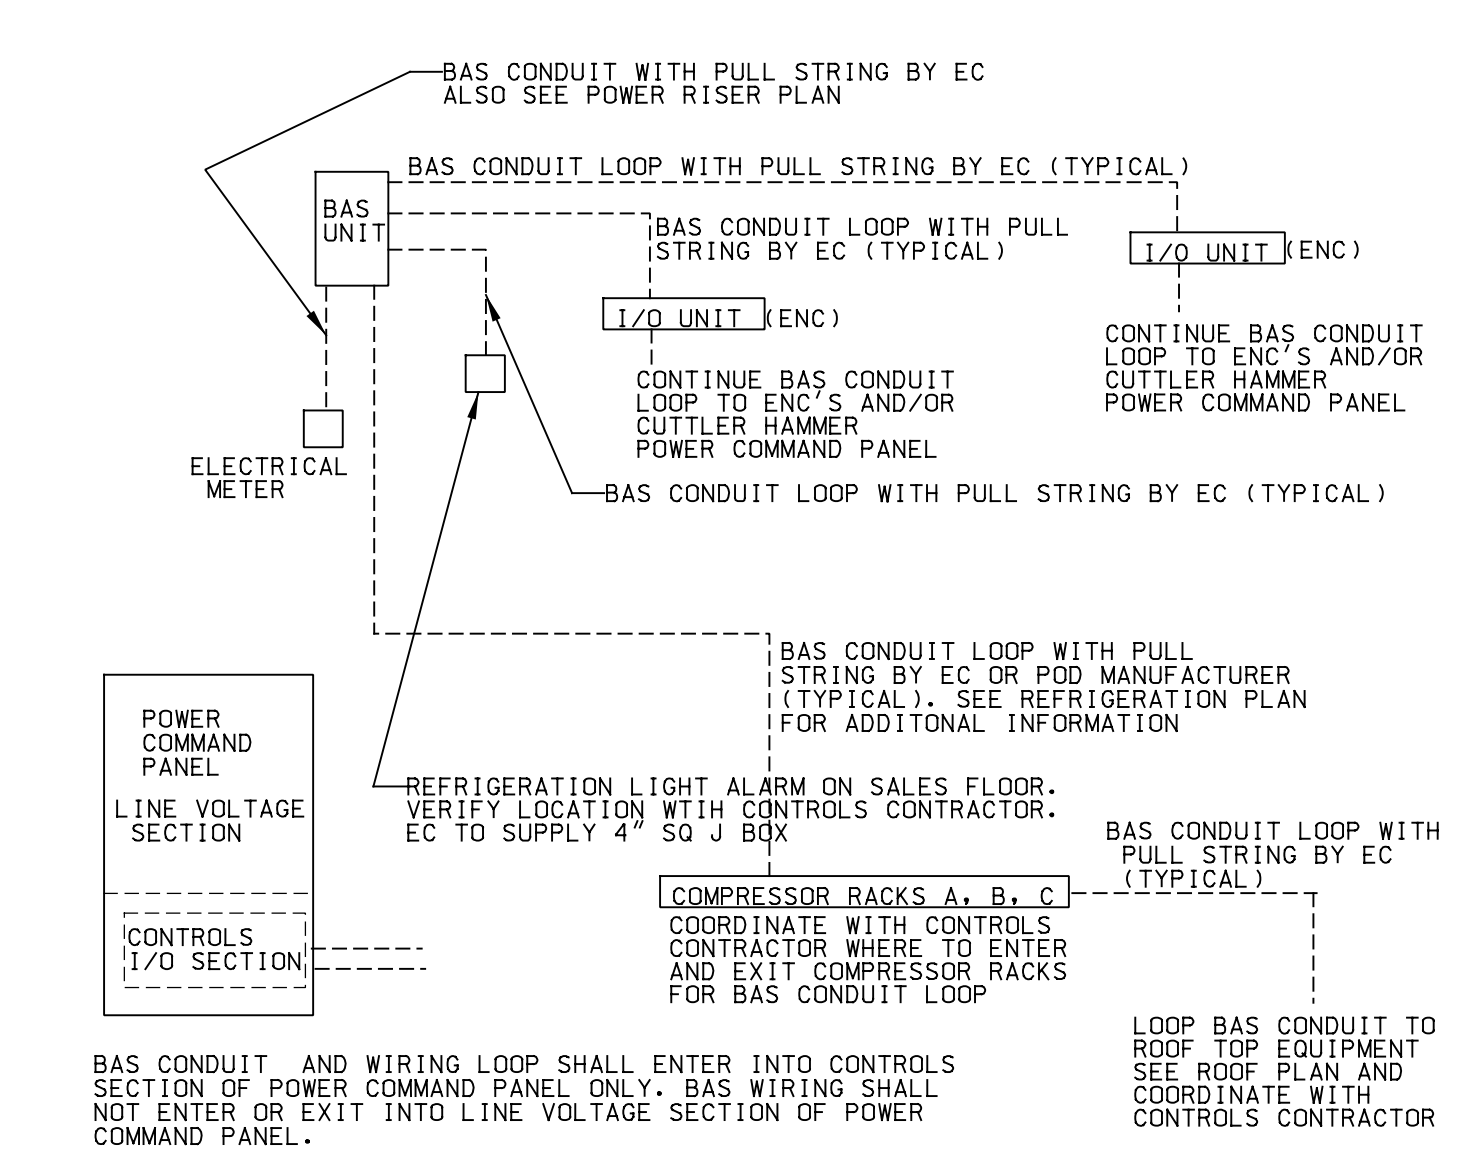 BAS CONDUIT WITH PULL STRING BY EC
ALSO SEE POWER RISER PLAN
BAS CONDUIT LOOP WITH PULL STRING BY EC (TYPICAL)
BAS
UNIT
BAS CONDUIT LOOP WITH PULL
STRING BY EC (TYPICAL)
I/O UNIT (ENC)
I/O UNIT (ENC)
CONTINUE BAS CONDUIT
LOOP TO ENC'S AND/OR
CUTTLER HAMMER
POWER COMMAND PANEL
CONTINUE BAS CONDUIT
LOOP TO ENC'S AND/OR
CUTTLER HAMMER
POWER COMMAND PANEL
ELECTRICAL
METER
BAS CONDUIT LOOP WITH PULL STRING BY EC (TYPICAL)
BAS CONDUIT LOOP WITH PULL
STRING BY EC OR POD MANUFACTURER
(TYPICAL). SEE REFRIGERATION PLAN
FOR ADDITONAL INFORMATION
POWER
COMMAND
PANEL
LINE VOLTAGE
SECTION
REFRIGERATION LIGHT ALARM ON SALES FLOOR.
VERIFY LOCATION WTIH CONTROLS CONTRACTOR.
EC TO SUPPLY 4" SQ J BOX
BAS CONDUIT LOOP WITH
PULL STRING BY EC
(TYPICAL)
COMPRESSOR RACKS A, B, C
COORDINATE WITH CONTROLS
CONTRACTOR WHERE TO ENTER
AND EXIT COMPRESSOR RACKS
FOR BAS CONDUIT LOOP
CONTROLS
I/O SECTION
LOOP BAS CONDUIT TO
ROOF TOP EQUIPMENT
SEE ROOF PLAN AND
COORDINATE WITH
CONTROLS CONTRACTOR
BAS CONDUIT AND WIRING LOOP SHALL ENTER INTO CONTROLS
SECTION OF POWER COMMAND PANEL ONLY. BAS WIRING SHALL
NOT ENTER OR EXIT INTO LINE VOLTAGE SECTION OF POWER
COMMAND PANEL.